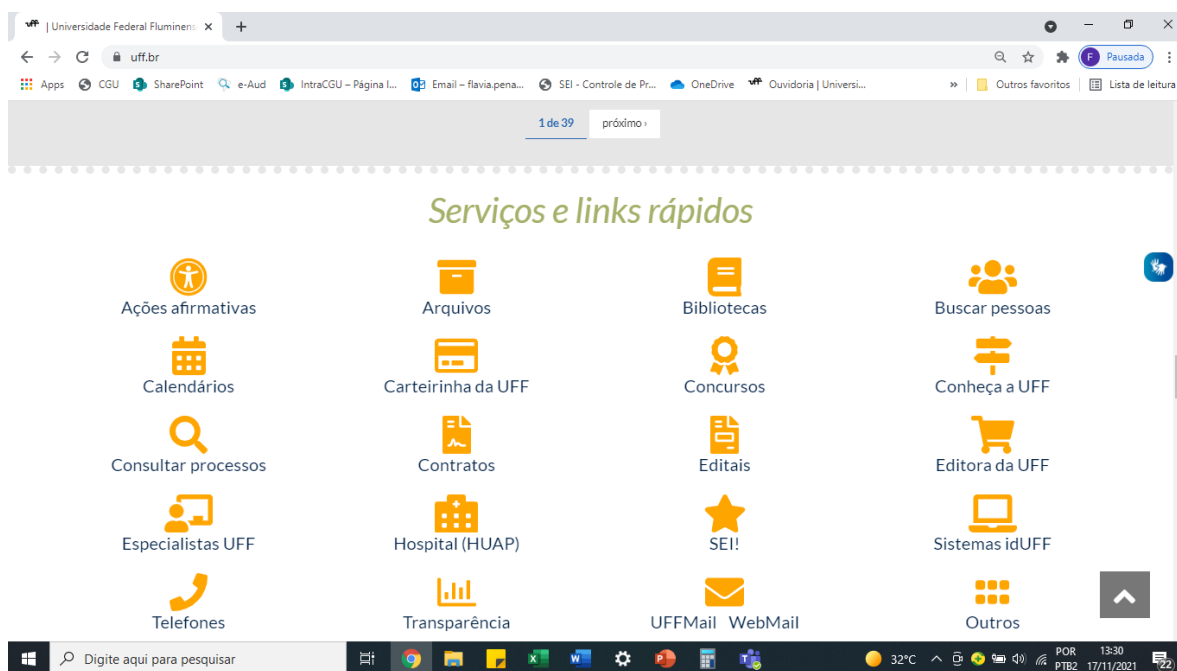 uff | Universidade Federal Fluminens
uff.br
Pausada
Apps CGU SharePoint e-Aud IntraCGU – Página I... Email – flavia.pena... SEI - Controle de Pr... OneDrive uff Ouvidoria | Universi... » Outros favoritos Lista de leitura
1 de 39 próximo ›
Serviços e links rápidos
Ações afirmativas Arquivos Bibliotecas Buscar pessoas
Calendários Carteirinha da UFF Concursos Conheça a UFF
Consultar processos Contratos Editais Editora da UFF
Especialistas UFF Hospital (HUAP) SEI! Sistemas idUFF
Telefones Transparência UFFMail WebMail Outros
Digite aqui para pesquisar 32°C POR 13:30
PTB2 17/11/2021 22